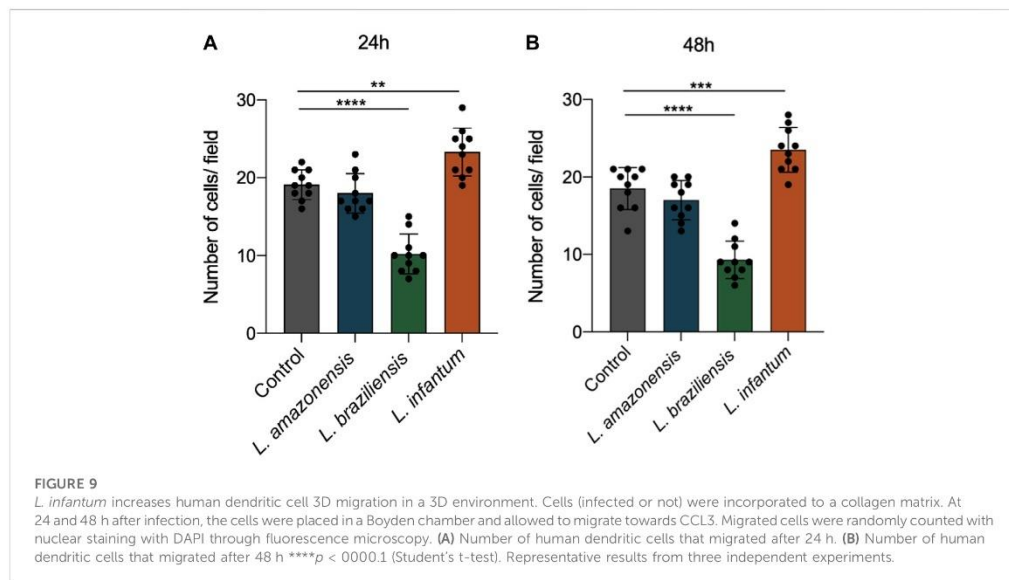 A
24h
**
****
30
20
10
0
Number of cells/ field
Control
L. amazonensis
L. braziliensis
L. infantum
B
48h
***
****
30
20
10
0
Number of cells/ field
Control
L. amazonensis
L. braziliensis
L. infantum
FIGURE 9
L. infantum increases human dendritic cell 3D migration in a 3D environment. Cells (infected or not) were incorporated to a collagen matrix. At
24 and 48 h after infection, the cells were placed in a Boyden chamber and allowed to migrate towards CCL3. Migrated cells were randomly counted with
nuclear staining with DAPI through fluorescence microscopy. (A) Number of human dendritic cells that migrated after 24 h. (B) Number of human
dendritic cells that migrated after 48 h ****p < 0000.1 (Student's t-test). Representative results from three independent experiments.